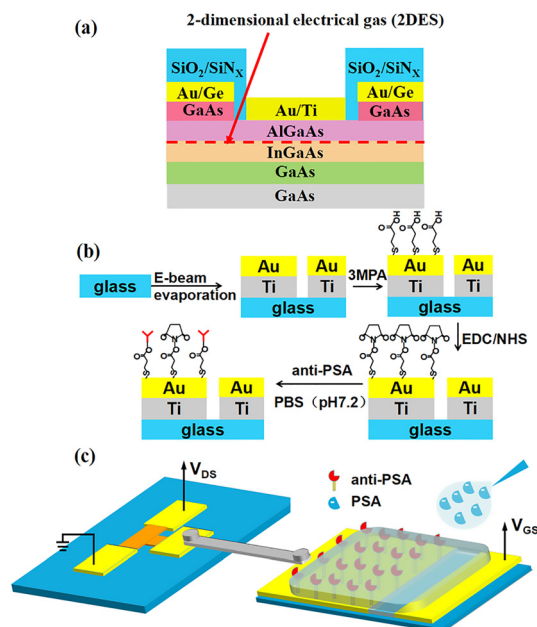 (a)
2-dimensional electrical gas (2DES)
SiO2/SiNX
SiO2/SiNX
Au/Ge
Au/Ge
GaAs
Au/Ti
GaAs
AlGaAs
InGaAs
GaAs
GaAs
(b)
glass
E-beam
evaporation
Au
Au
Ti
Ti
glass
3MPA
O
OH
O
OH
O
OH
S
S
S
Au
Au
Ti
Ti
glass
EDC/NHS
Au
Au
Ti
Ti
glass
anti-PSA
PBS（pH7.2）
Au
Au
Ti
Ti
glass
(c)
VDS
anti-PSA
PSA
VGS